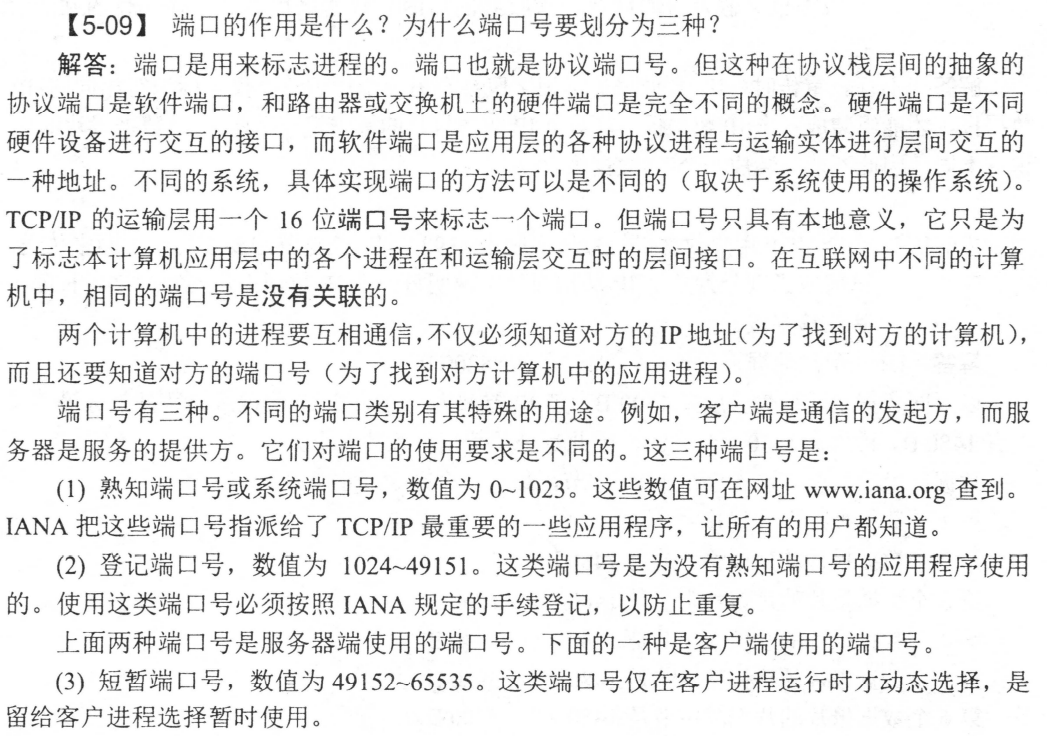 【5-09】 端口的作用是什么？为什么端口号要划分为三种？
解答：端口是用来标志进程的。端口也就是协议端口号。但这种在协议栈层间的抽象的
协议端口是软件端口，和路由器或交换机上的硬件端口是完全不同的概念。硬件端口是不同
硬件设备进行交互的接口，而软件端口是应用层的各种协议进程与运输实体进行层间交互的
一种地址。不同的系统，具体实现端口的方法可以是不同的（取决于系统使用的操作系统）。
TCP/IP 的运输层用一个 16 位端口号来标志一个端口。但端口号只具有本地意义，它只是为
了标志本计算机应用层中的各个进程在和运输层交互时的层间接口。在互联网中不同的计算
机中，相同的端口号是没有关联的。
两个计算机中的进程要互相通信，不仅必须知道对方的 IP 地址（为了找到对方的计算机），
而且还要知道对方的端口号（为了找到对方计算机中的应用进程）。
端口号有三种。不同的端口类别有其特殊的用途。例如，客户端是通信的发起方，而服
务器是服务的提供方。它们对端口的使用要求是不同的。这三种端口号是：
(1) 熟知端口号或系统端口号，数值为 0~1023。这些数值可在网址 www.iana.org 查到。
IANA 把这些端口号指派给了 TCP/IP 最重要的一些应用程序，让所有的用户都知道。
(2) 登记端口号，数值为 1024~49151。这类端口号是为没有熟知端口号的应用程序使用
的。使用这类端口号必须按照 IANA 规定的手续登记，以防止重复。
上面两种端口号是服务器端使用的端口号。下面的一种是客户端使用的端口号。
(3) 短暂端口号，数值为 49152~65535。这类端口号仅在客户进程运行时才动态选择，是
留给客户进程选择暂时使用。